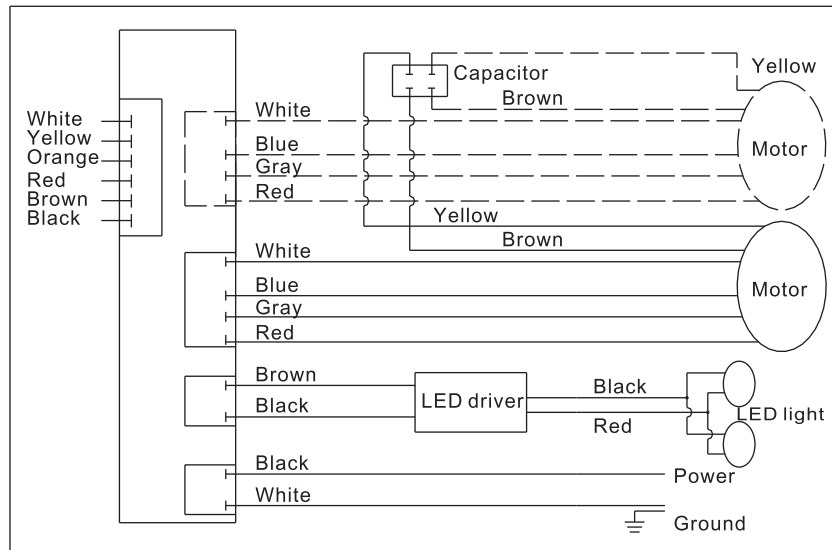 White
Yellow
Orange
Red
Brown
Black
Capacitor
Yellow
Brown
White
Blue
Gray
Red
Motor
Yellow
Brown
White
Blue
Gray
Red
Motor
Brown
Black
LED driver
Black
Red
LED light
Black
White
Power
Ground